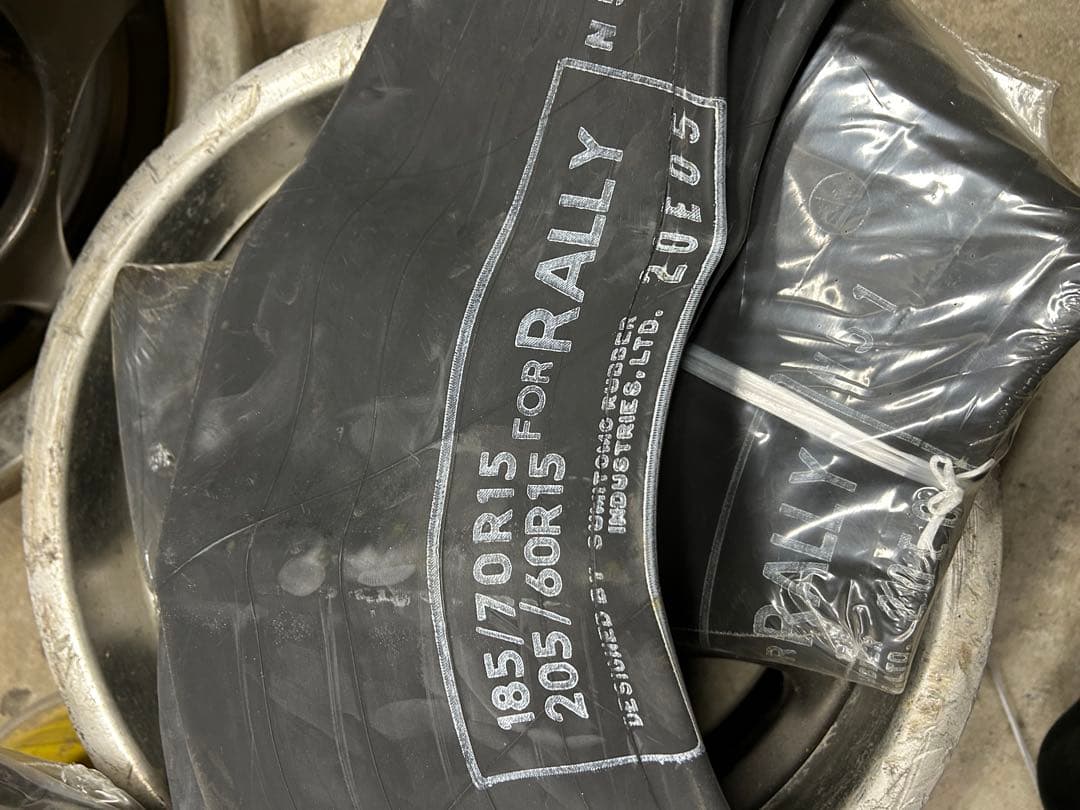 185/70R15
205/60R15 FOR RALLY
DESIGNED BY SUMITOMO RUBBER
INDUSTRIES, LTD. 20E05
N
RALLY